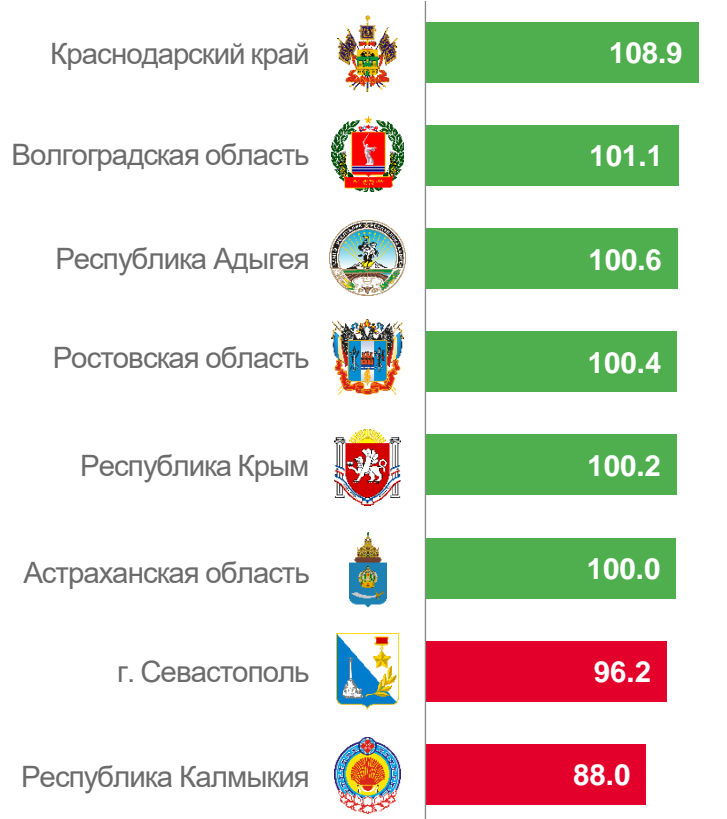 Краснодарский край 108.9
Волгоградская область 101.1
Республика Адыгея 100.6
Ростовская область 100.4
Республика Крым 100.2
Астраханская область 100.0
г. Севастополь 96.2
Республика Калмыкия 88.0